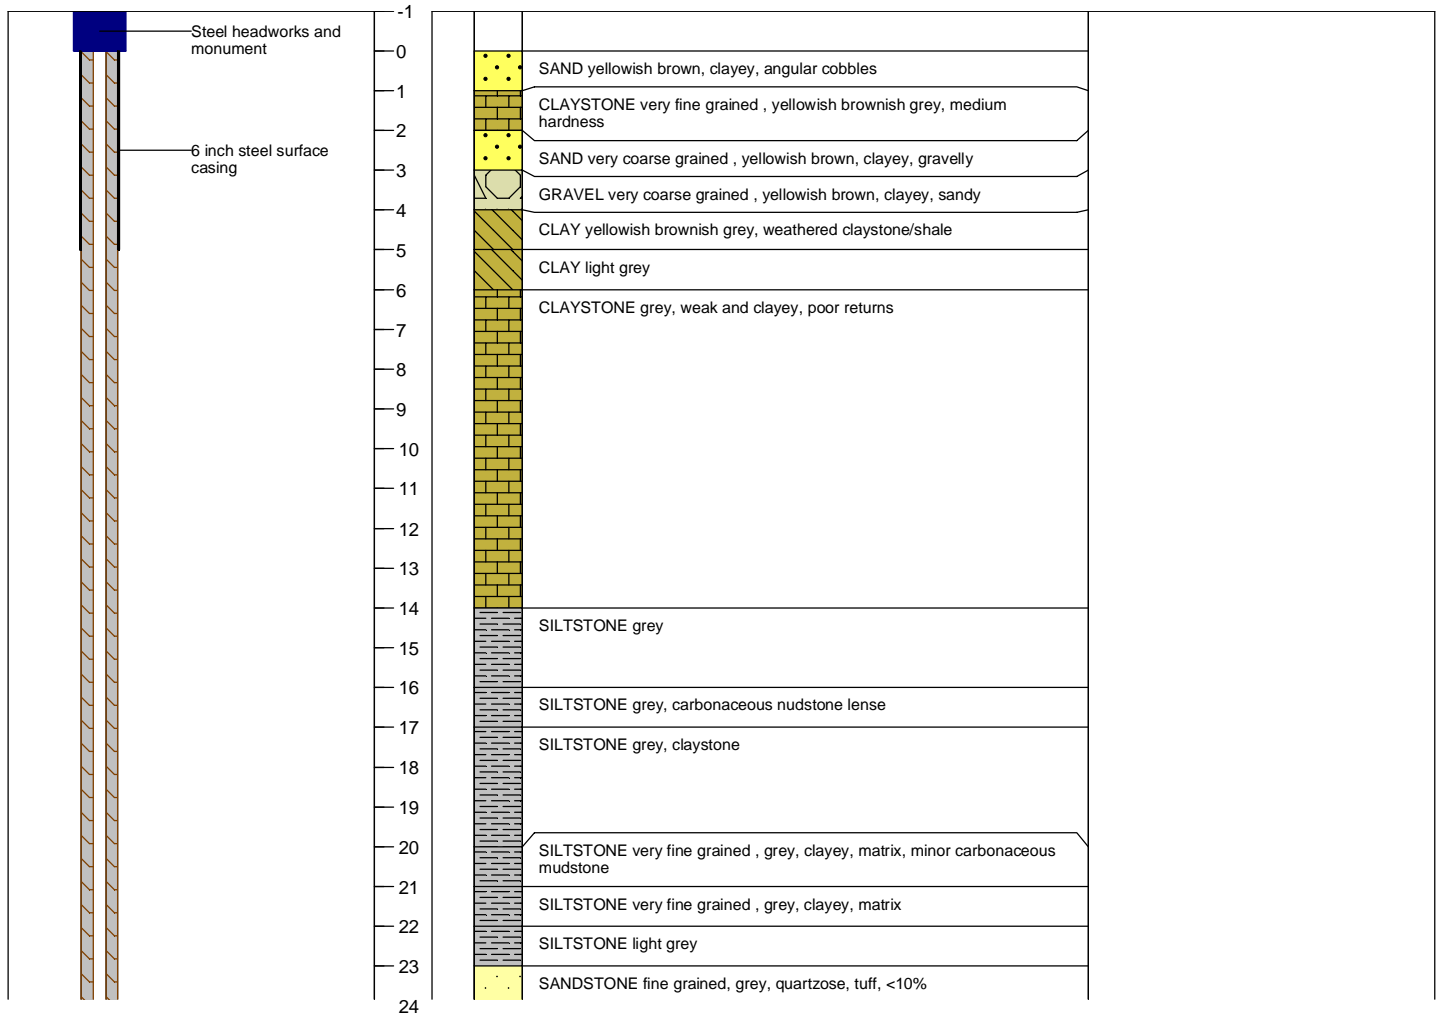 Steel headworks and
monument
6 inch steel surface
casing
-1
0
1
2
3
4
5
6
7
8
9
10
11
12
13
14
15
16
17
18
19
20
21
22
23
24
SAND yellowish brown, clayey, angular cobbles
CLAYSTONE very fine grained , yellowish brownish grey, medium
hardness
SAND very coarse grained , yellowish brown, clayey, gravelly
GRAVEL very coarse grained , yellowish brown, clayey, sandy
CLAY yellowish brownish grey, weathered claystone/shale
CLAY light grey
CLAYSTONE grey, weak and clayey, poor returns
SILTSTONE grey
SILTSTONE grey, carbonaceous nudstone lense
SILTSTONE grey, claystone
SILTSTONE very fine grained , grey, clayey, matrix, minor carbonaceous
mudstone
SILTSTONE very fine grained , grey, clayey, matrix
SILTSTONE light grey
SANDSTONE fine grained, grey, quartzose, tuff, <10%